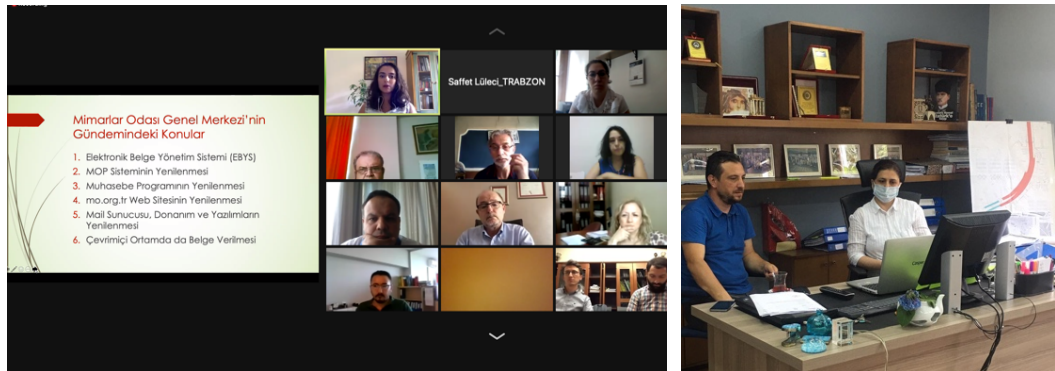 Mimarlar Odası Genel Merkezi’nin
Gündemindeki Konular
1. Elektronik Belge Yönetim Sistemi (EBYS)
2. MOP Sisteminin Yenilenmesi
3. Muhasebe Programının Yenilenmesi
4. mo.org.tr Web Sitesinin Yenilenmesi
5. Mail Sunucusu, Donanım ve Yazılımların
Yenilenmesi
6. Çevrimiçi Ortamda da Belge Verilmesi
Saffet Lüleci_TRABZON